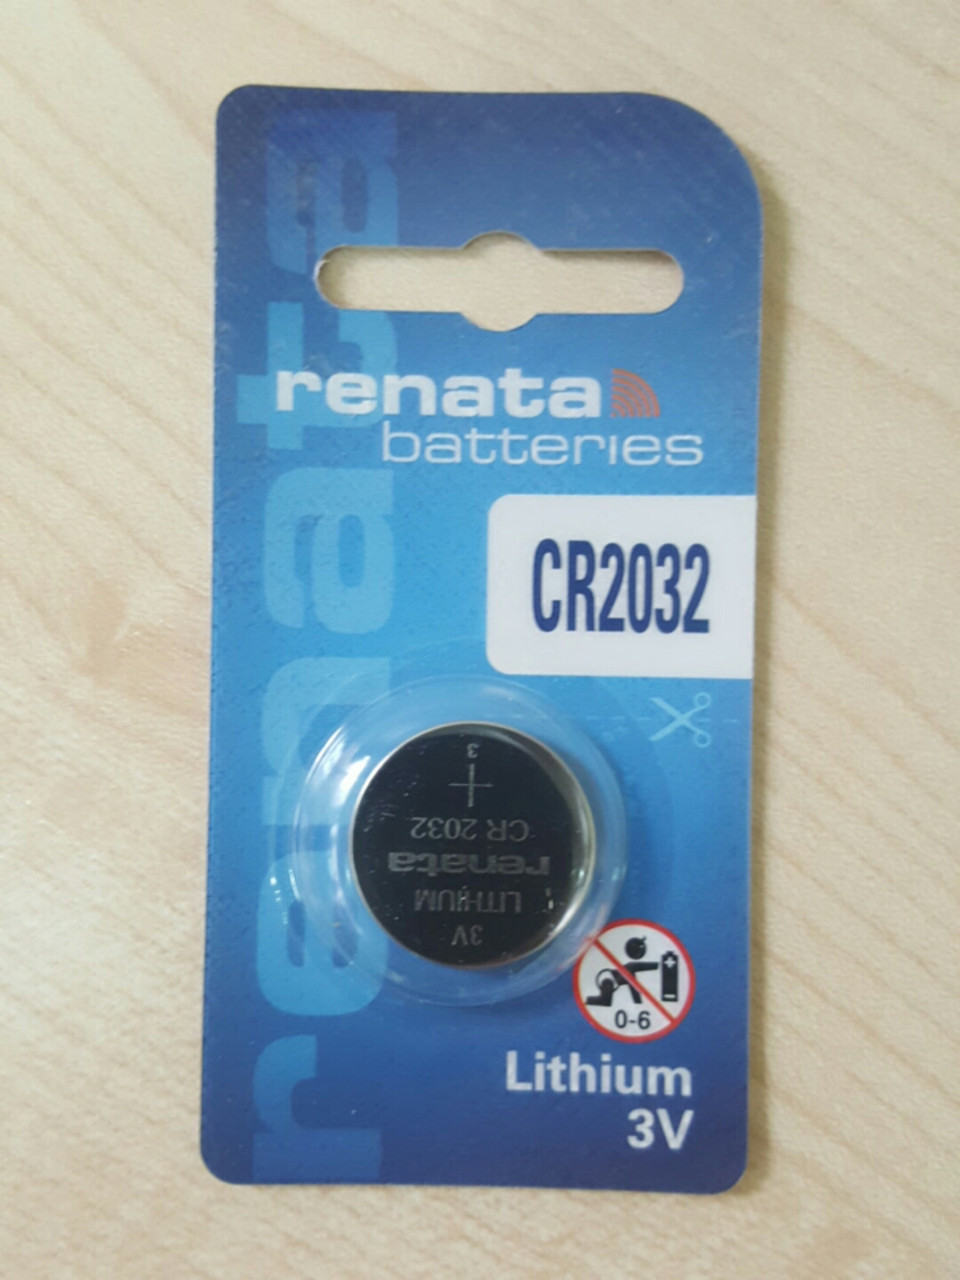 renata
batteries
CR2032
renata
3
+
CR 2032
renata
LITHIUM
3V
0-6
Lithium
3V